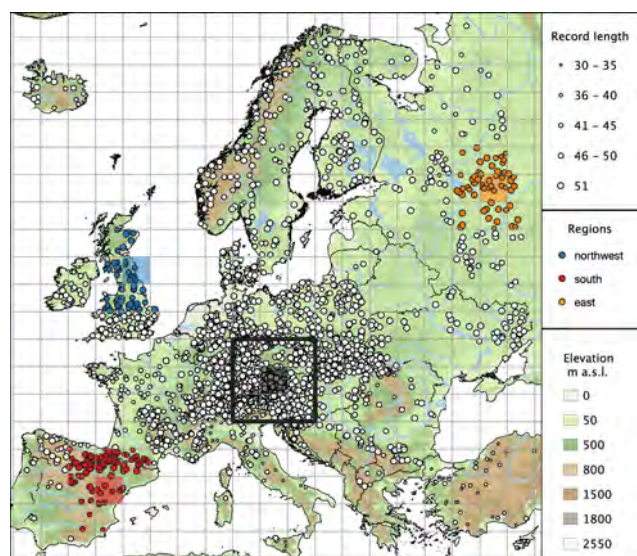 Record length
30 – 35
36 – 40
41 – 45
46 – 50
51
Regions
northwest
south
east
Elevation
m a.s.l.
0
50
500
800
1500
1800
2550